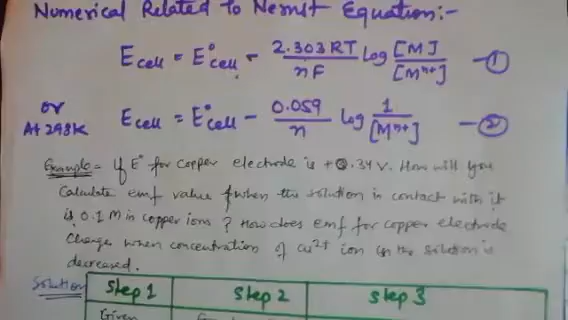 Numerical Related to Nernst Equation:-
Ecell = E°cell - 2.303RT/nF log [M]/[Mn+] - ①
or
At 298K Ecell = E°cell - 0.059/n log 1/[Mn+] - ②
Example = If E° for copper electrode is +0.34V. How will you
Calculate emf value when the solution in contact with it
is 0.1 M in copper ions ? How does emf for copper electrode
Change when concentration of Cu2+ ion in the solution is
decreased.
Solution Step 1 Step 2 Step 3
Given